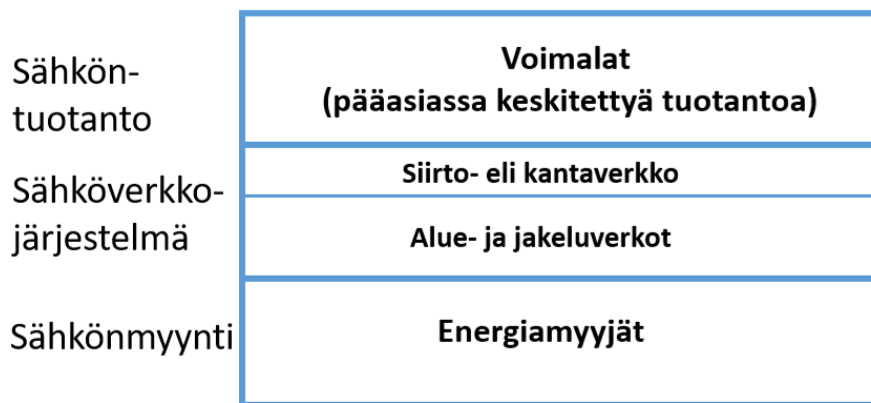 Sähkön-
tuotanto
Voimalat
(pääasiassa keskitettyä tuotantoa)
Sähköverkko-
järjestelmä
Siirto- eli kantaverkko
Alue- ja jakeluverkot
Sähkönmyynti
Energiamyyjät